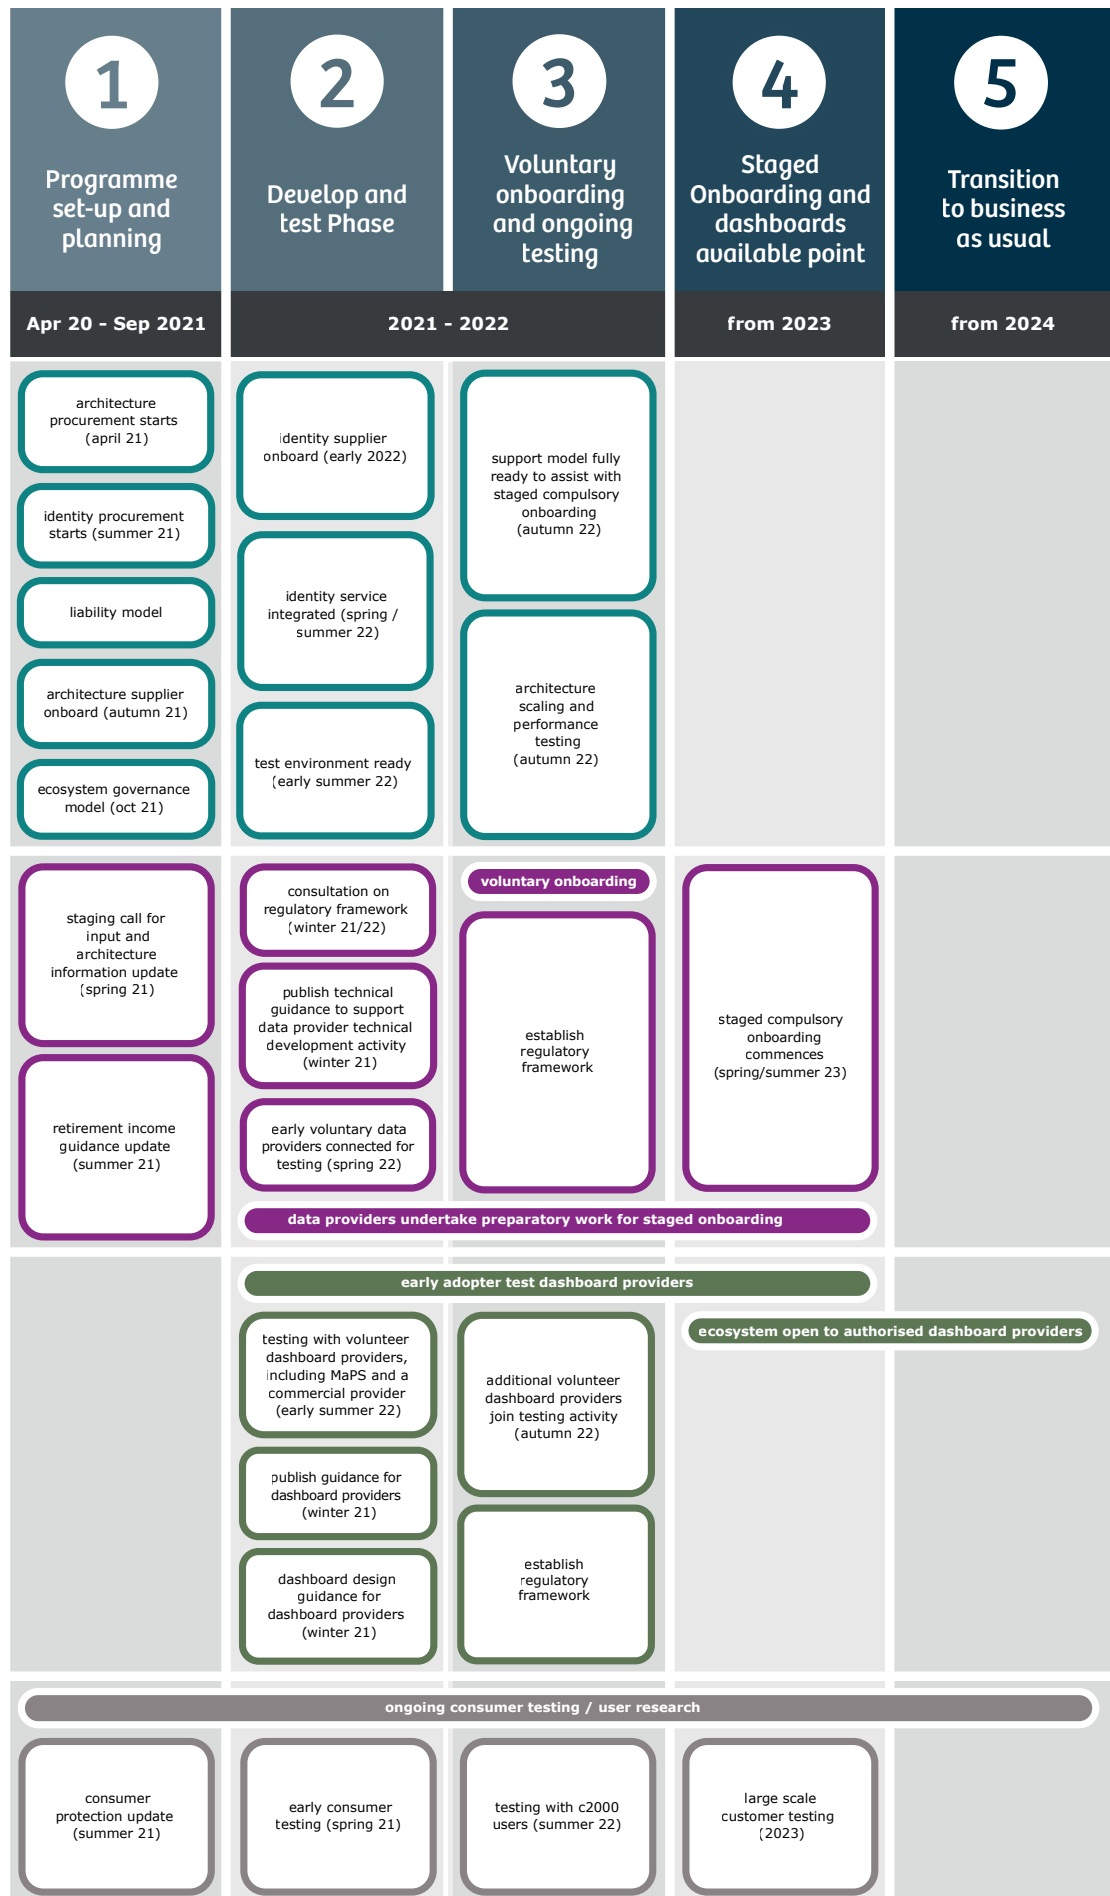 1
Programme
set-up and
planning
2
Develop and
test Phase
3
Voluntary
onboarding
and ongoing
testing
4
Staged
Onboarding and
dashboards
available point
5
Transition
to business
as usual
Apr 20 - Sep 2021
2021 - 2022
from 2023
from 2024
architecture
procurement starts
(april 21)
identity procurement
starts (summer 21)
liability model
architecture supplier
onboard (autumn 21)
ecosystem governance
model (oct 21)
identity supplier
onboard (early 2022)
identity service
integrated (spring /
summer 22)
test environment ready
(early summer 22)
support model fully
ready to assist with
staged compulsory
onboarding
(autumn 22)
architecture
scaling and
performance
testing
(autumn 22)
staging call for
input and
architecture
information update
(spring 21)
retirement income
guidance update
(summer 21)
consultation on
regulatory framework
(winter 21/22)
publish technical
guidance to support
data provider technical
development activity
(winter 21)
early voluntary data
providers connected for
testing (spring 22)
voluntary onboarding
establish
regulatory
framework
staged compulsory
onboarding
commences
(spring/summer 23)
data providers undertake preparatory work for staged onboarding
early adopter test dashboard providers
ecosystem open to authorised dashboard providers
testing with volunteer
dashboard providers,
including MaPS and a
commercial provider
(early summer 22)
publish guidance for
dashboard providers
(winter 21)
dashboard design
guidance for
dashboard providers
(winter 21)
additional volunteer
dashboard providers
join testing activity
(autumn 22)
establish
regulatory
framework
ongoing consumer testing / user research
consumer
protection update
(summer 21)
early consumer
testing (spring 21)
testing with c2000
users (summer 22)
large scale
customer testing
(2023)